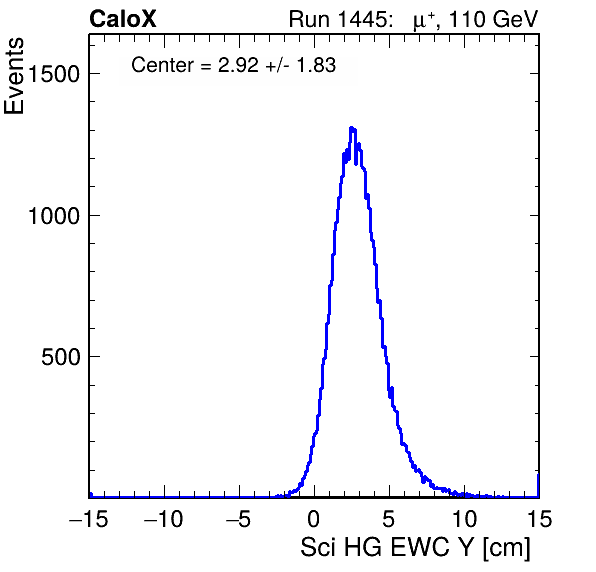 CaloX Run 1445: μ⁺, 110 GeV
Events
1500
Center = 2.92 +/- 1.83
1000
500
−15 −10 −5 0 5 10 15
Sci HG EWC Y [cm]